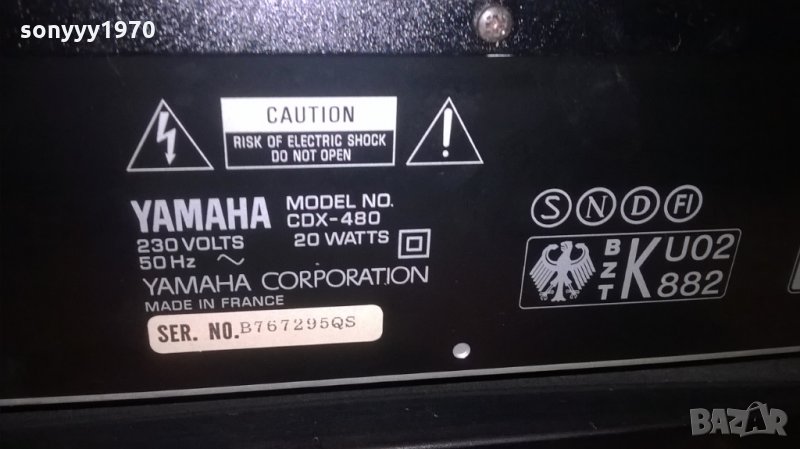 sonyyy1970
CAUTION
RISK OF ELECTRIC SHOCK
DO NOT OPEN
YAMAHA
MODEL NO.
CDX-480
230 VOLTS
20 WATTS
50 Hz ~
YAMAHA CORPORATION
MADE IN FRANCE
SER. NO. B767295QS
S N D FI
BZT K U02
882
BAZAR